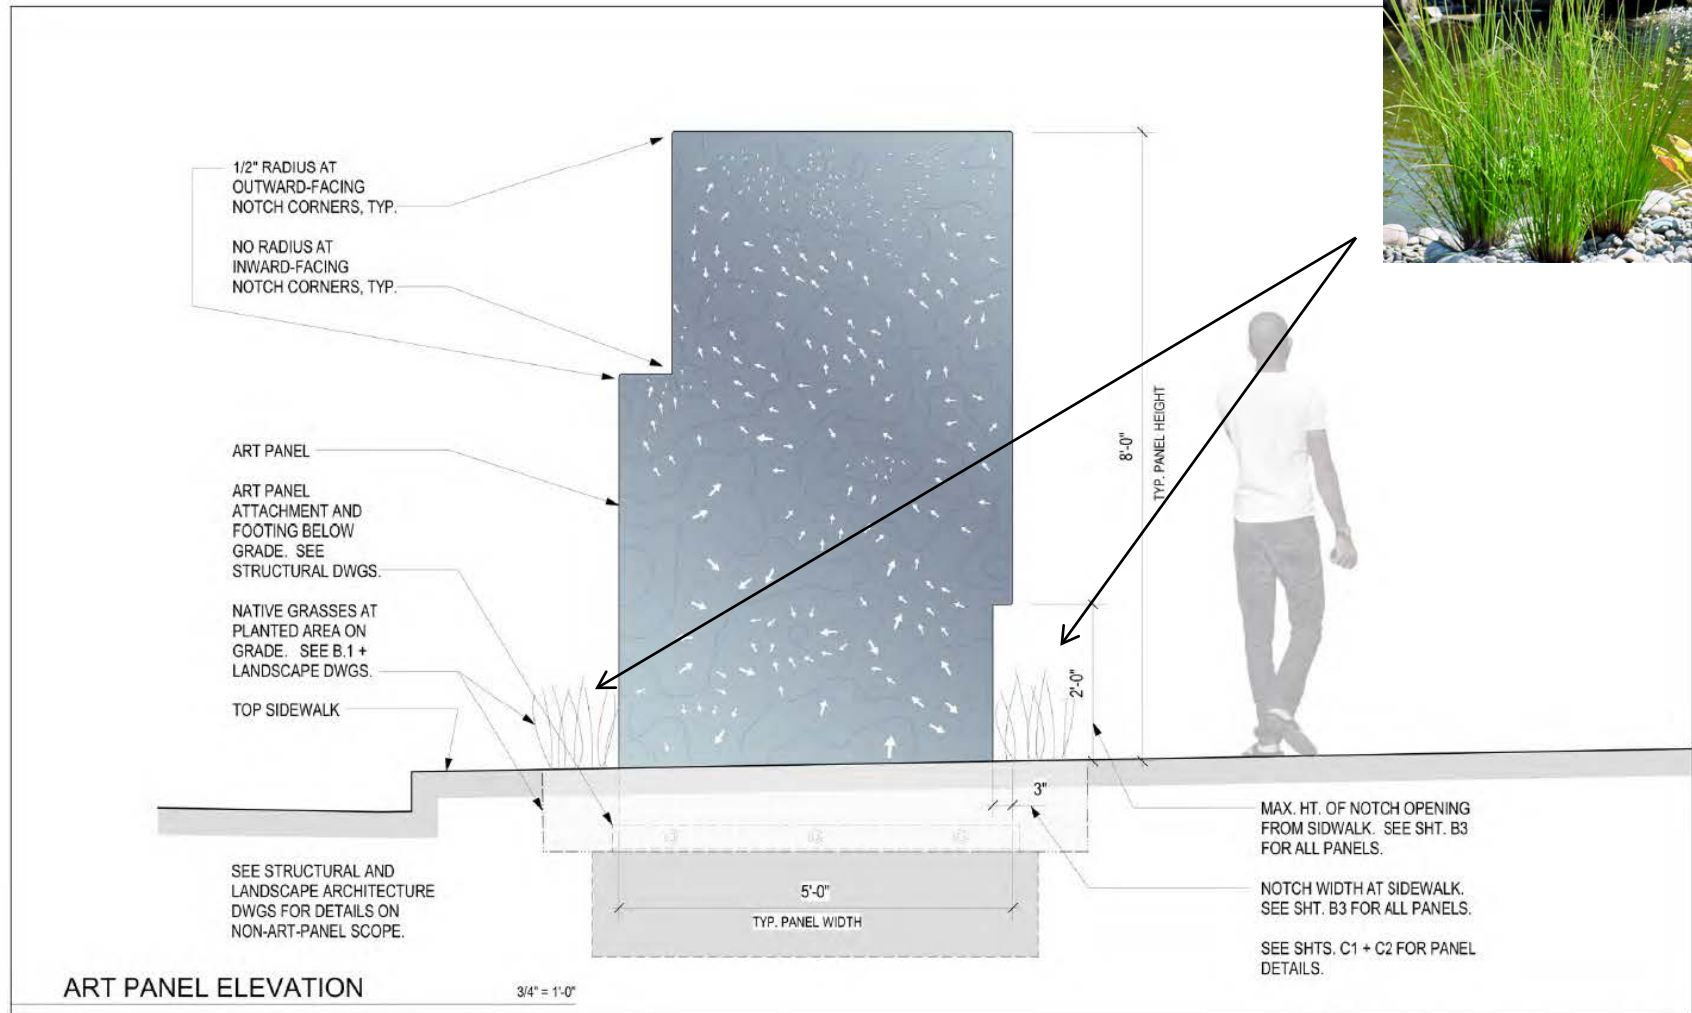 1/2" RADIUS AT
OUTWARD-FACING
NOTCH CORNERS, TYP.
NO RADIUS AT
INWARD-FACING
NOTCH CORNERS, TYP.
ART PANEL
ART PANEL
ATTACHMENT AND
FOOTING BELOW
GRADE. SEE
STRUCTURAL DWGS.
NATIVE GRASSES AT
PLANTED AREA ON
GRADE. SEE B.1 +
LANDSCAPE DWGS.
TOP SIDEWALK
SEE STRUCTURAL AND
LANDSCAPE ARCHITECTURE
DWGS FOR DETAILS ON
NON-ART-PANEL SCOPE.
8'-0"
TYP. PANEL HEIGHT
2'-0"
3"
5'-0"
TYP. PANEL WIDTH
MAX. HT. OF NOTCH OPENING
FROM SIDWALK. SEE SHT. B3
FOR ALL PANELS.
NOTCH WIDTH AT SIDEWALK.
SEE SHT. B3 FOR ALL PANELS.
SEE SHTS. C1 + C2 FOR PANEL
DETAILS.
ART PANEL ELEVATION
3/4" = 1'-0"